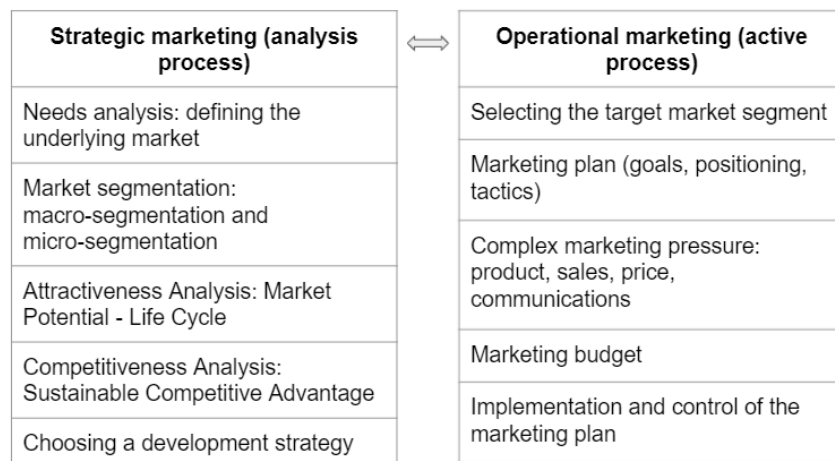 Strategic marketing (analysis
process)
Needs analysis: defining the
underlying market
Market segmentation:
macro-segmentation and
micro-segmentation
Attractiveness Analysis: Market
Potential - Life Cycle
Competitiveness Analysis:
Sustainable Competitive Advantage
Choosing a development strategy
Operational marketing (active
process)
Selecting the target market segment
Marketing plan (goals, positioning,
tactics)
Complex marketing pressure:
product, sales, price,
communications
Marketing budget
Implementation and control of the
marketing plan